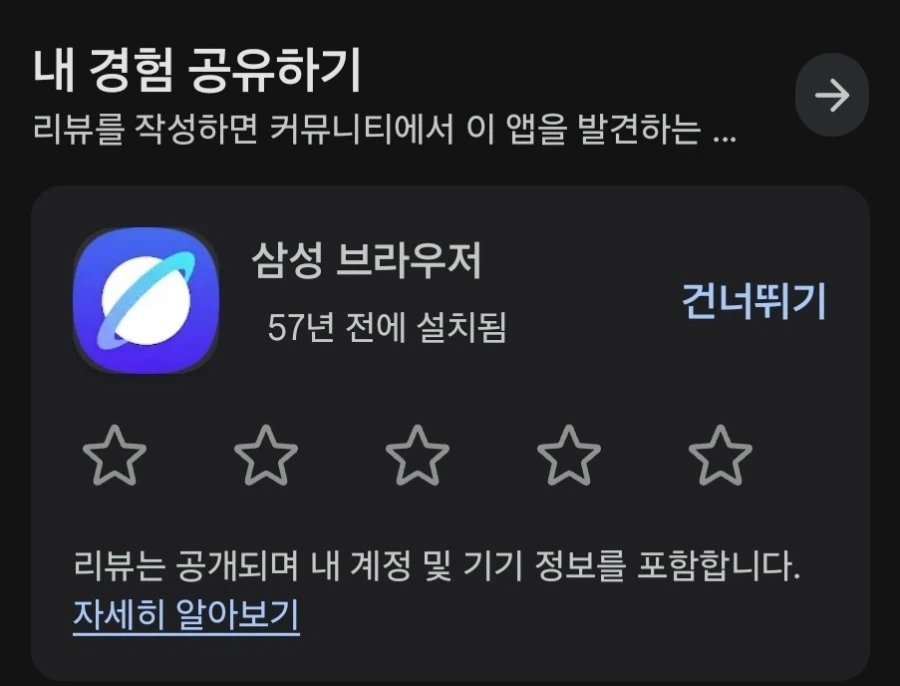 내 경험 공유하기
리뷰를 작성하면 커뮤니티에서 이 앱을 발견하는 ...
삼성 브라우저
57년 전에 설치됨
건너뛰기
리뷰는 공개되며 내 계정 및 기기 정보를 포함합니다.
자세히 알아보기